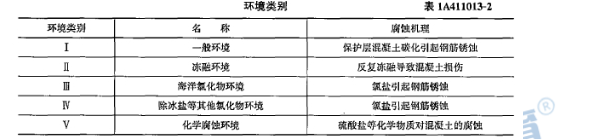 环境类别 表 1A411013-2
环境类别 名 称 腐蚀机理
Ⅰ 一般环境 保护层混凝土碳化引起钢筋锈蚀
Ⅱ 冻融环境 反复冻融导致混凝土损伤
Ⅲ 海洋氯化物环境 氯盐引起钢筋锈蚀
Ⅳ 除冰盐等其他氯化物环境 氯盐引起钢筋锈蚀
Ⅴ 化学腐蚀环境 硫酸盐等化学物质对混凝土的腐蚀
®